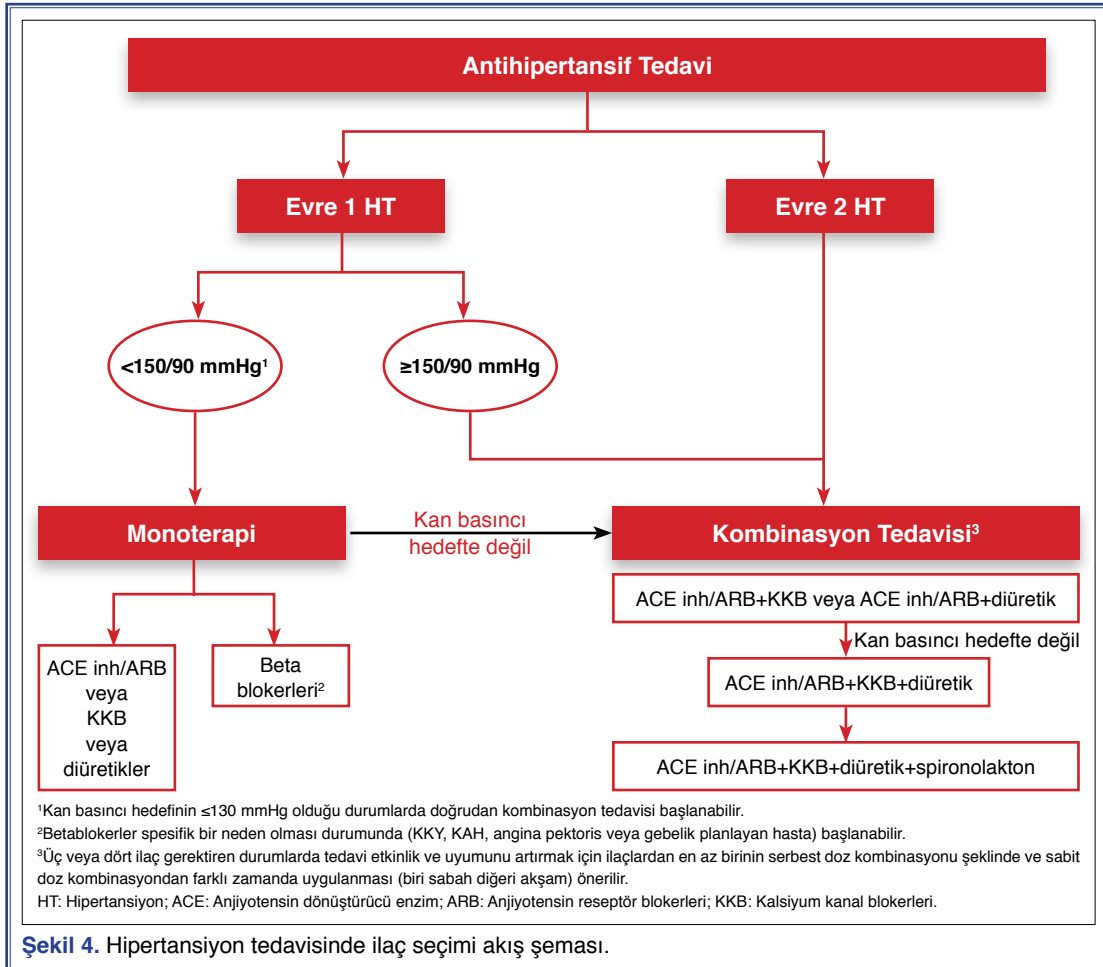 Antihipertansif Tedavi
Evre 1 HT
Evre 2 HT
<150/90 mmHg¹
≥150/90 mmHg
Monoterapi
Kan basıncı
hedefte değil
Kombinasyon Tedavisi³
ACE inh/ARB
veya
KKB
veya
diüretikler
Beta
blokerleri²
ACE inh/ARB+KKB veya ACE inh/ARB+diüretik
Kan basıncı hedefte değil
ACE inh/ARB+KKB+diüretik
ACE inh/ARB+KKB+diüretik+spironolakton
¹Kan basıncı hedefinin ≤130 mmHg olduğu durumlarda doğrudan kombinasyon tedavisi başlanabilir.
²Betablokerler spesifik bir neden olması durumunda (KKY, KAH, angina pektoris veya gebelik planlayan hasta) başlanabilir.
³Üç veya dört ilaç gerektiren durumlarda tedavi etkinlik ve uyumunu artırmak için ilaçlardan en az birinin serbest doz kombinasyonu şeklinde ve sabit
doz kombinasyondan farklı zamanda uygulanması (biri sabah diğeri akşam) önerilir.
HT: Hipertansiyon; ACE: Anjiyotensin dönüştürücü enzim; ARB: Anjiyotensin reseptör blokerleri; KKB: Kalsiyum kanal blokerleri.
Şekil 4. Hipertansiyon tedavisinde ilaç seçimi akış şeması.